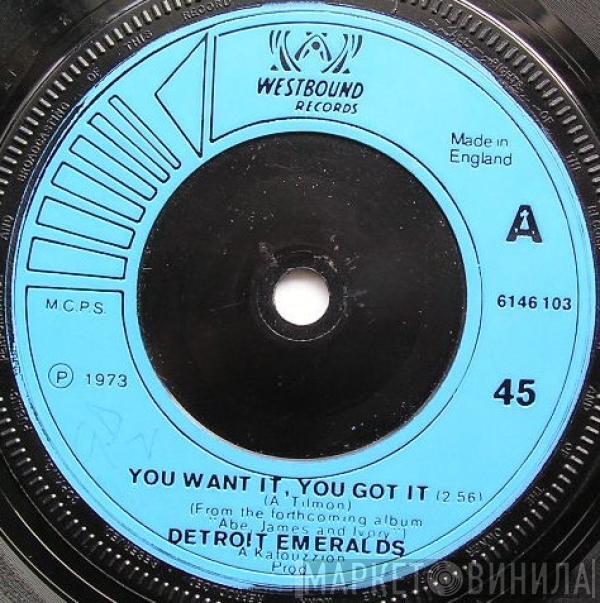 WESTBOUND
RECORDS
Made in
England
A
M.C.P.S.
6146 103
℗ 1973
45
YOU WANT IT, YOU GOT IT (2 56)
(A. Tilmon)
(From the forthcoming album
"Abe, James and Ivory")
DETROIT EMERALDS
A Katouzzion
Prod.
МАРКЕТ ВИНИЛА